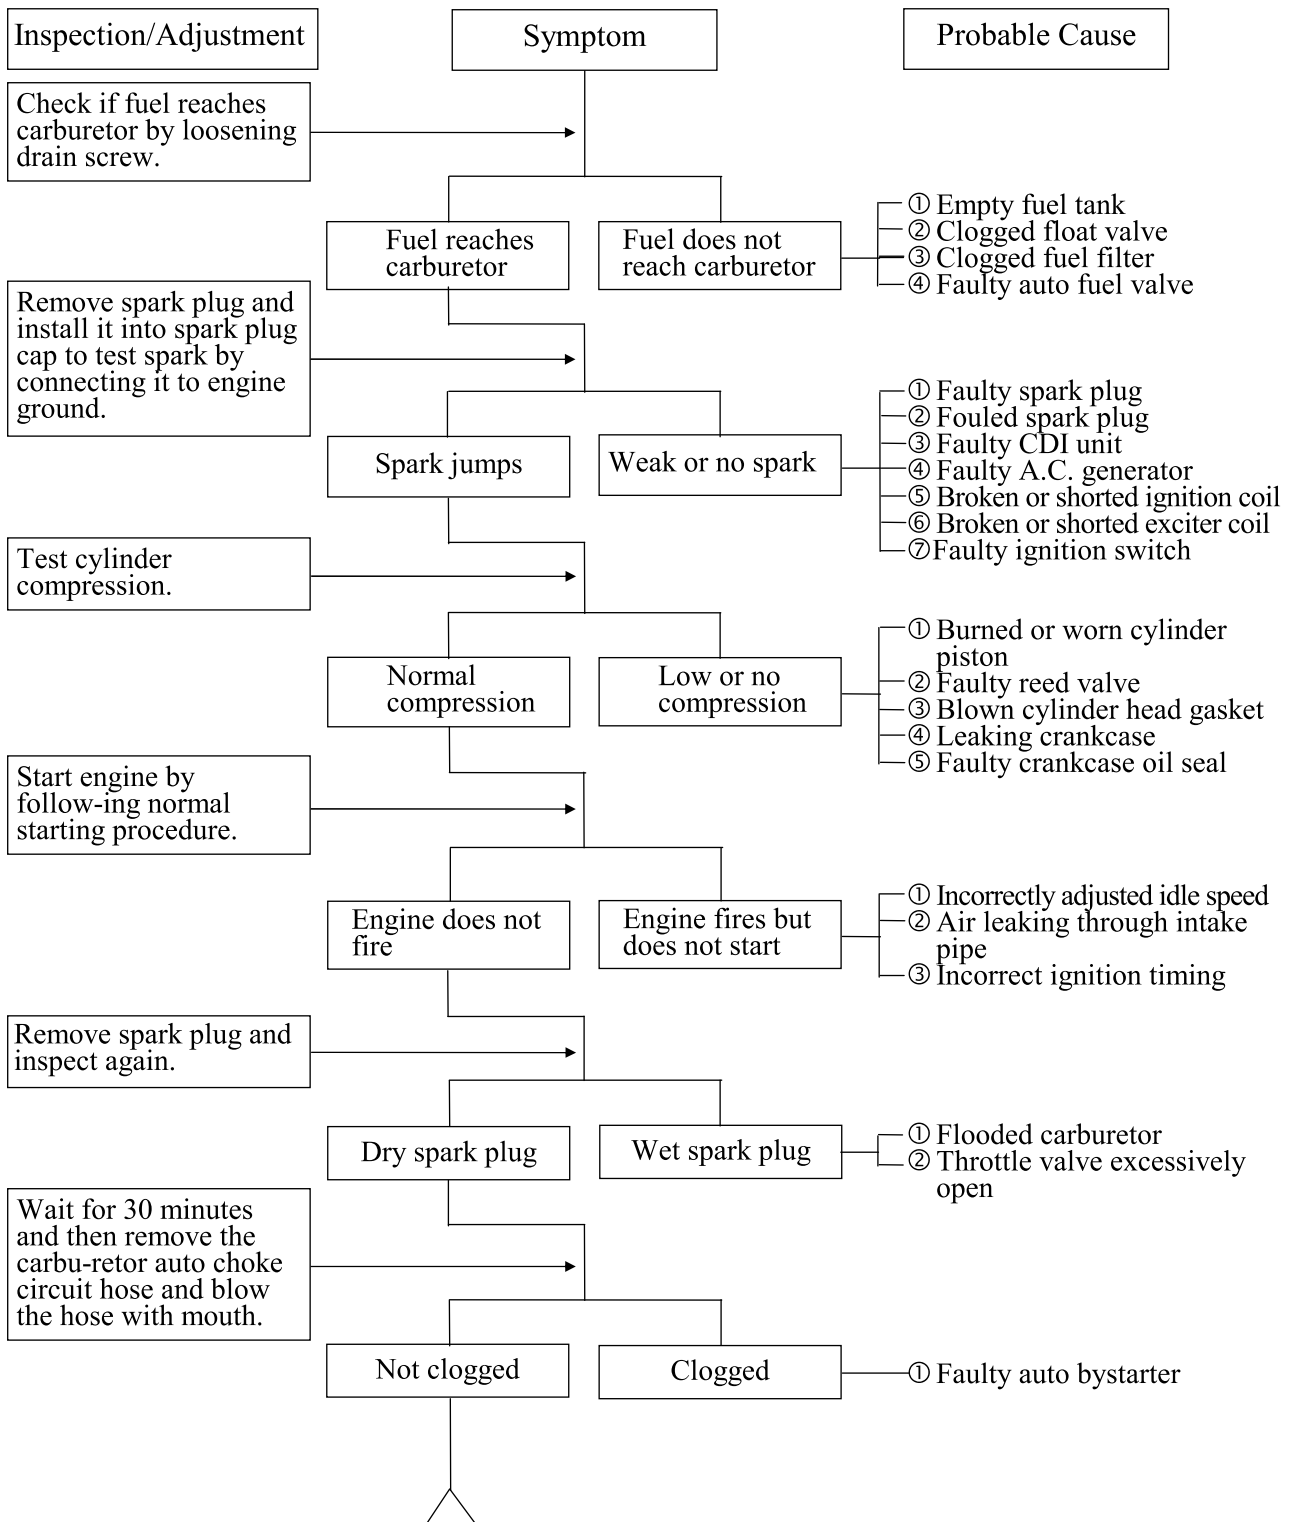 Inspection/Adjustment
Symptom
Probable Cause
Check if fuel reaches
carburetor by loosening
drain screw.
Fuel reaches
carburetor
Fuel does not
reach carburetor
① Empty fuel tank
② Clogged float valve
③ Clogged fuel filter
④ Faulty auto fuel valve
Remove spark plug and
install it into spark plug
cap to test spark by
connecting it to engine
ground.
Spark jumps
Weak or no spark
① Faulty spark plug
② Fouled spark plug
③ Faulty CDI unit
④ Faulty A.C. generator
⑤ Broken or shorted ignition coil
⑥ Broken or shorted exciter coil
⑦Faulty ignition switch
Test cylinder
compression.
Normal
compression
Low or no
compression
① Burned or worn cylinder
piston
② Faulty reed valve
③ Blown cylinder head gasket
④ Leaking crankcase
⑤ Faulty crankcase oil seal
Start engine by
follow-ing normal
starting procedure.
Engine does not
fire
Engine fires but
does not start
① Incorrectly adjusted idle speed
② Air leaking through intake
pipe
③ Incorrect ignition timing
Remove spark plug and
inspect again.
Dry spark plug
Wet spark plug
① Flooded carburetor
② Throttle valve excessively
open
Wait for 30 minutes
and then remove the
carbu-retor auto choke
circuit hose and blow
the hose with mouth.
Not clogged
Clogged
① Faulty auto bystarter